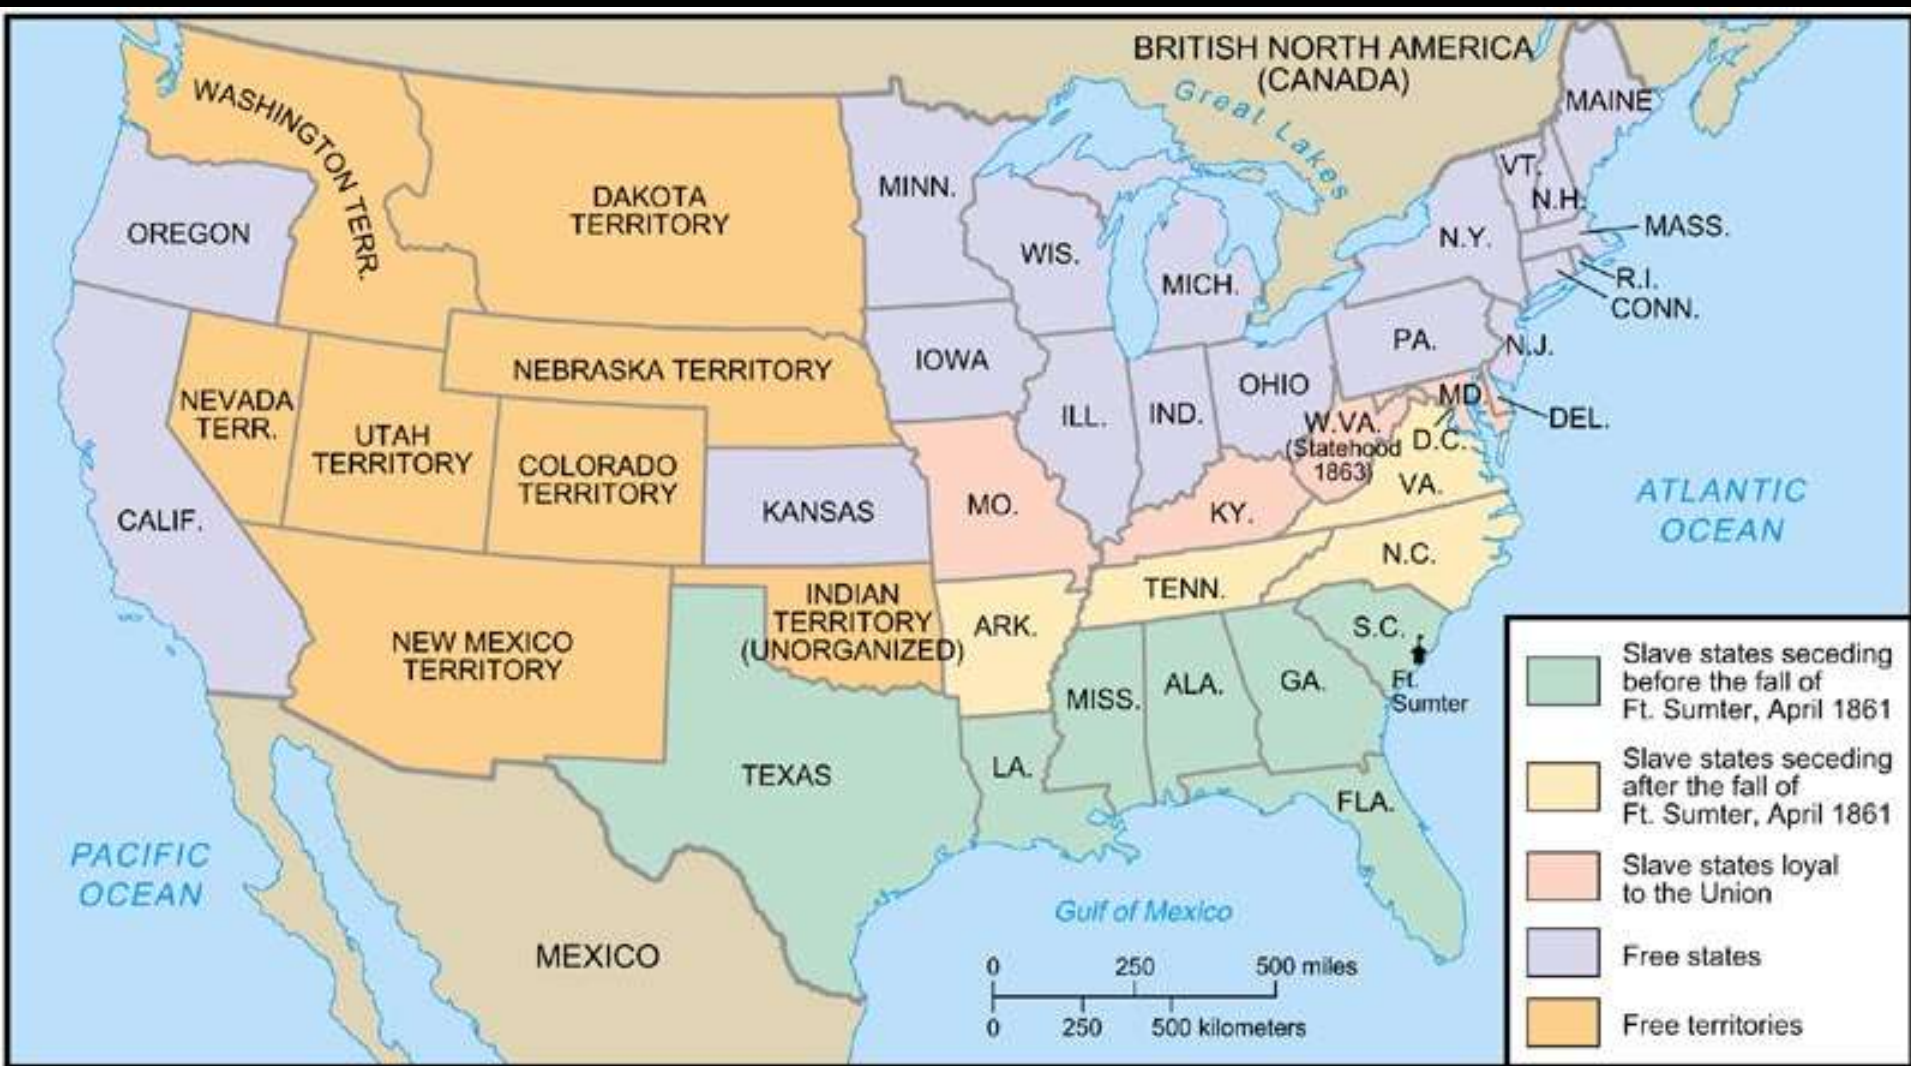 BRITISH NORTH AMERICA
(CANADA)
Great Lakes
WASHINGTON TERR.
OREGON
DAKOTA
TERRITORY
MINN.
WIS.
MICH.
MAINE
VT.
N.H.
MASS.
N.Y.
R.I.
CONN.
NEBRASKA TERRITORY
IOWA
PA.
N.J.
NEVADA
TERR.
UTAH
TERRITORY
COLORADO
TERRITORY
ILL.
IND.
OHIO
W.VA.
(Statehood
1863)
MD.
D.C.
DEL.
CALIF.
KANSAS
MO.
KY.
VA.
ATLANTIC
OCEAN
NEW MEXICO
TERRITORY
INDIAN
TERRITORY
(UNORGANIZED)
ARK.
TENN.
N.C.
S.C.
Ft.
Sumter
MISS.
ALA.
GA.
TEXAS
LA.
FLA.
PACIFIC
OCEAN
MEXICO
Gulf of Mexico
0 250 500 miles
0 250 500 kilometers
Slave states seceding
before the fall of
Ft. Sumter, April 1861
Slave states seceding
after the fall of
Ft. Sumter, April 1861
Slave states loyal
to the Union
Free states
Free territories